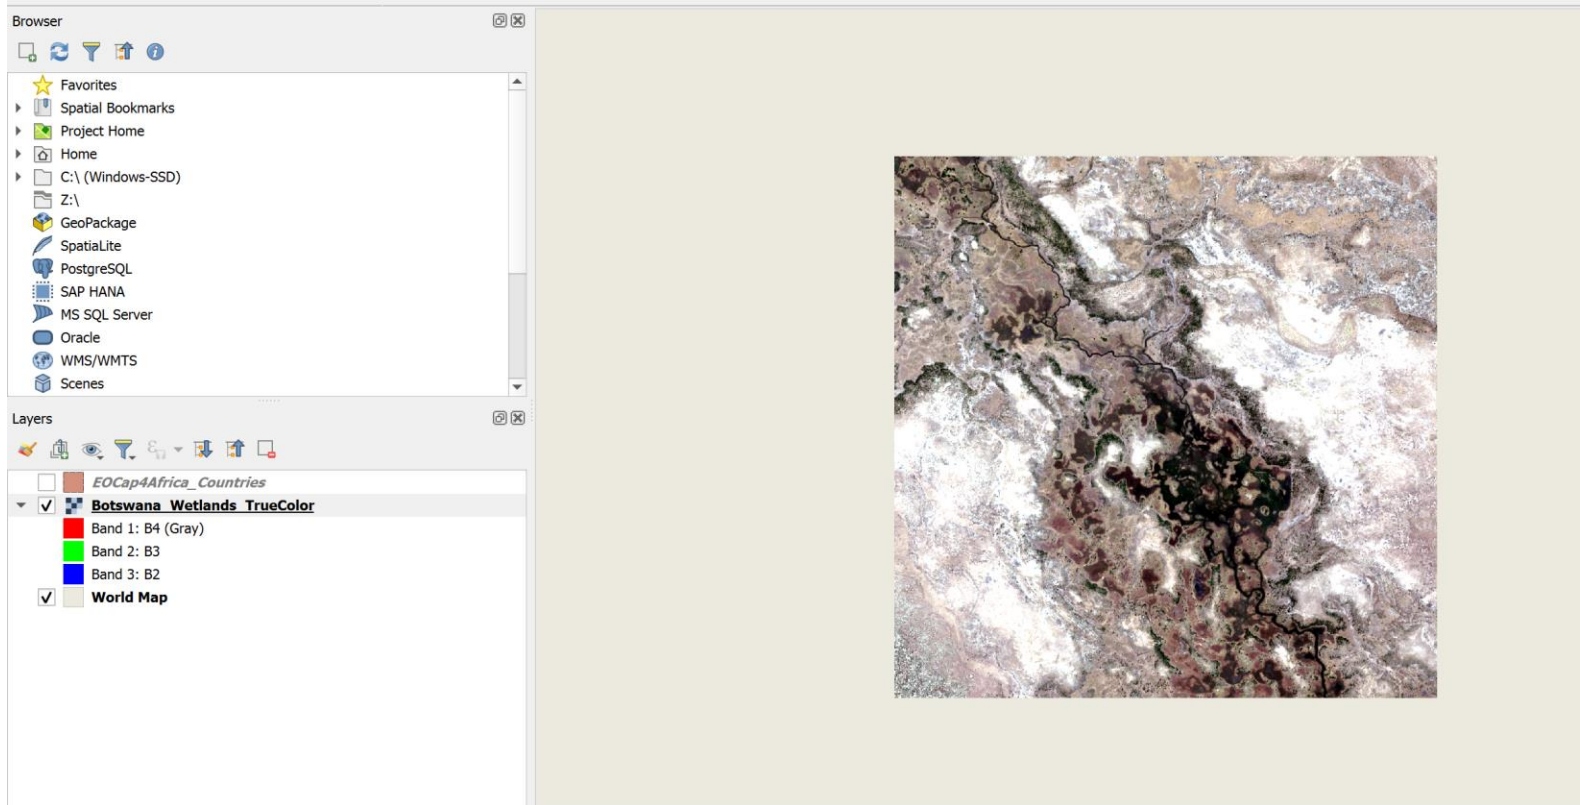 Browser
Favorites
Spatial Bookmarks
Project Home
Home
C:\ (Windows-SSD)
Z:\
GeoPackage
SpatiaLite
PostgreSQL
SAP HANA
MS SQL Server
Oracle
WMS/WMTS
Scenes
Layers
EOCap4Africa_Countries
Botswana_Wetlands_TrueColor
Band 1: B4 (Gray)
Band 2: B3
Band 3: B2
World Map